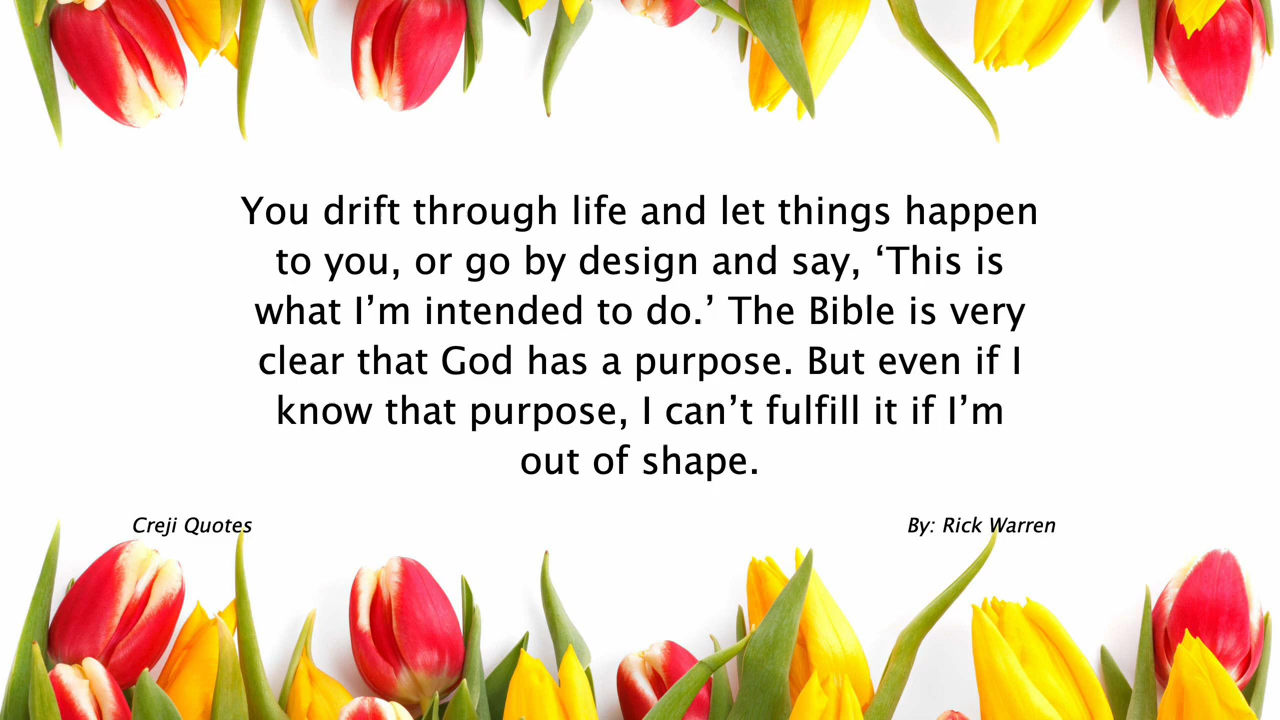 You drift through life and let things happen
to you, or go by design and say, ‘This is
what I’m intended to do.’ The Bible is very
clear that God has a purpose. But even if I
know that purpose, I can’t fulfill it if I’m
out of shape.
Creji Quotes
By: Rick Warren